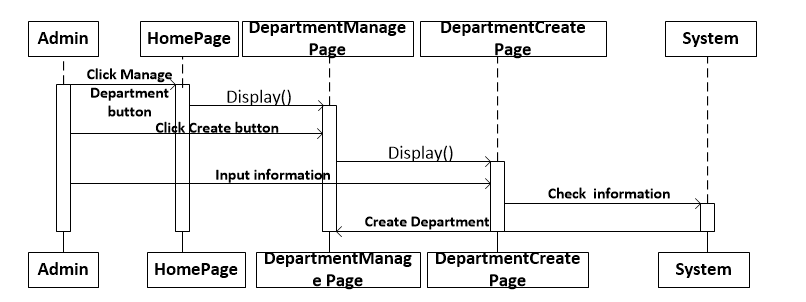 Admin
HomePage
DepartmentManage
Page
DepartmentCreate
Page
System
Click Manage
Department
button
Display()
Click Create button
Display()
Input information
Check information
Create Department
Admin
HomePage
DepartmentManag
e Page
DepartmentCreate
Page
System